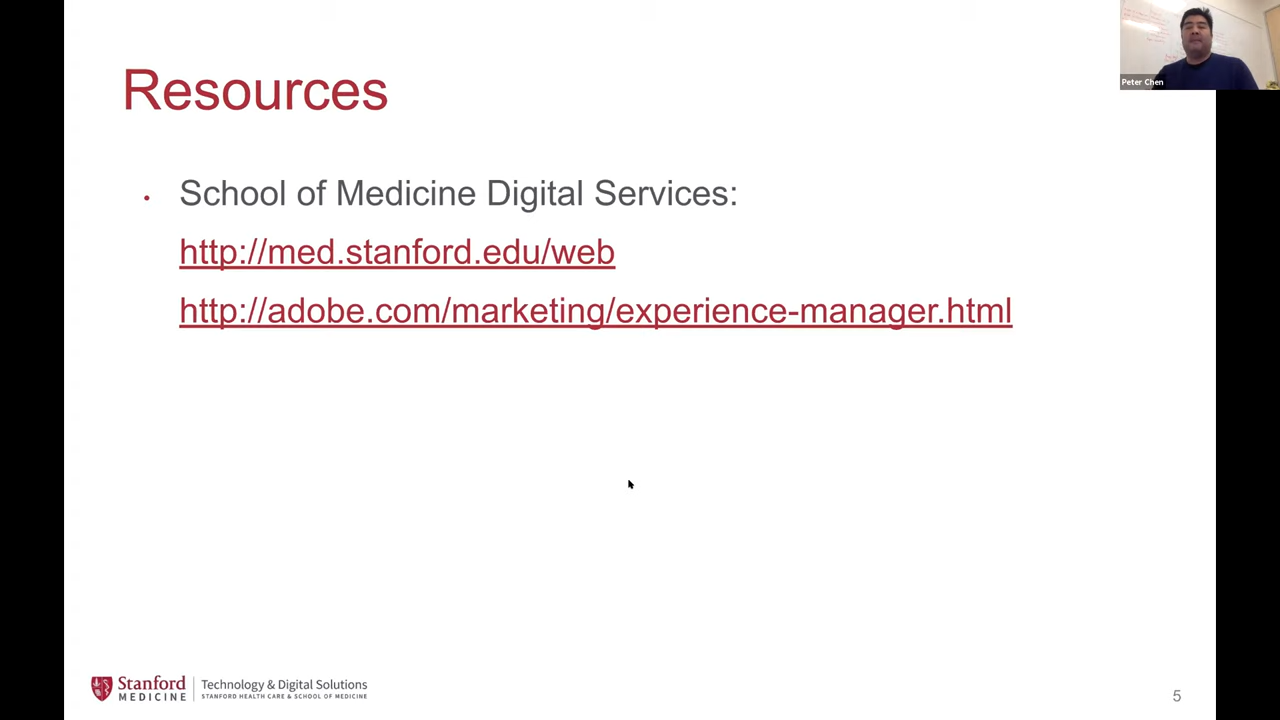 Resources
Peter Chen
• School of Medicine Digital Services:
http://med.stanford.edu/web
http://adobe.com/marketing/experience-manager.html
Stanford
MEDICINE
Technology & Digital Solutions
STANFORD HEALTH CARE & SCHOOL OF MEDICINE
5